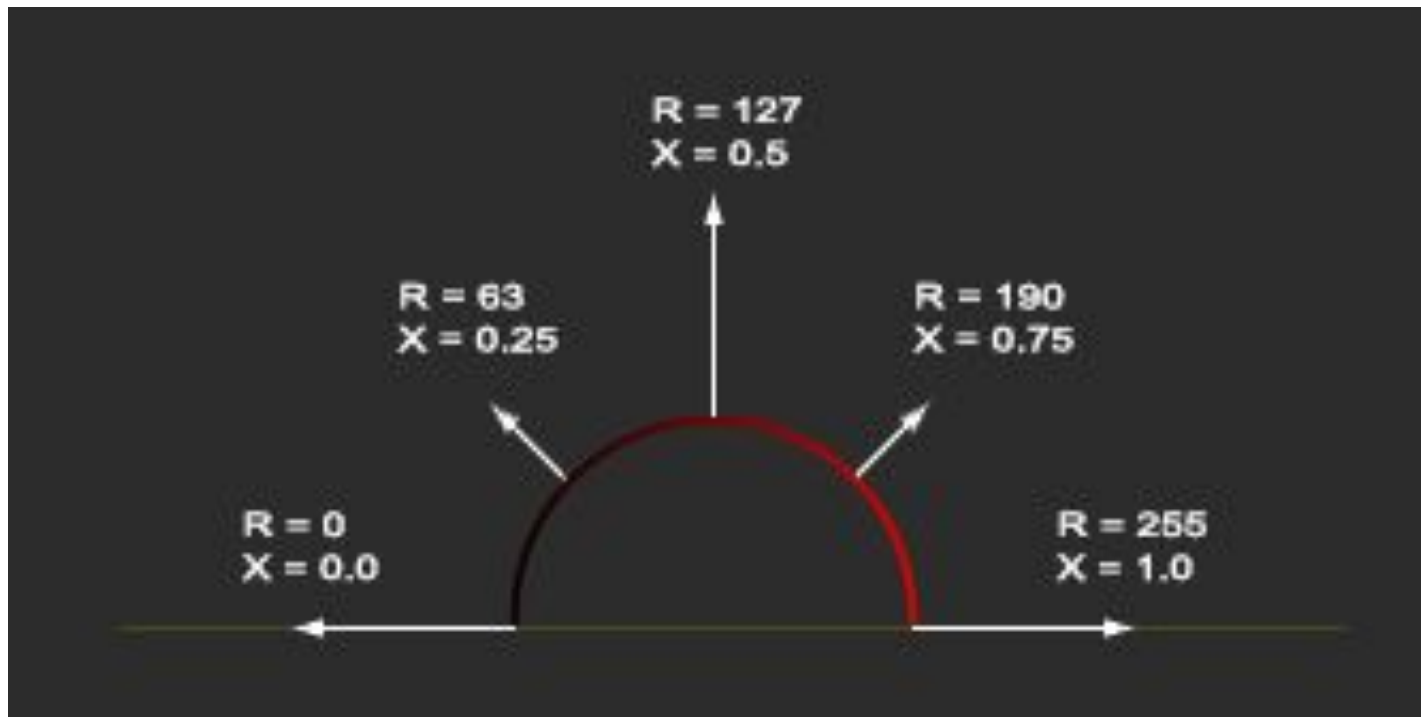 R = 127
X = 0.5
R = 63
X = 0.25
R = 190
X = 0.75
R = 0
X = 0.0
R = 255
X = 1.0